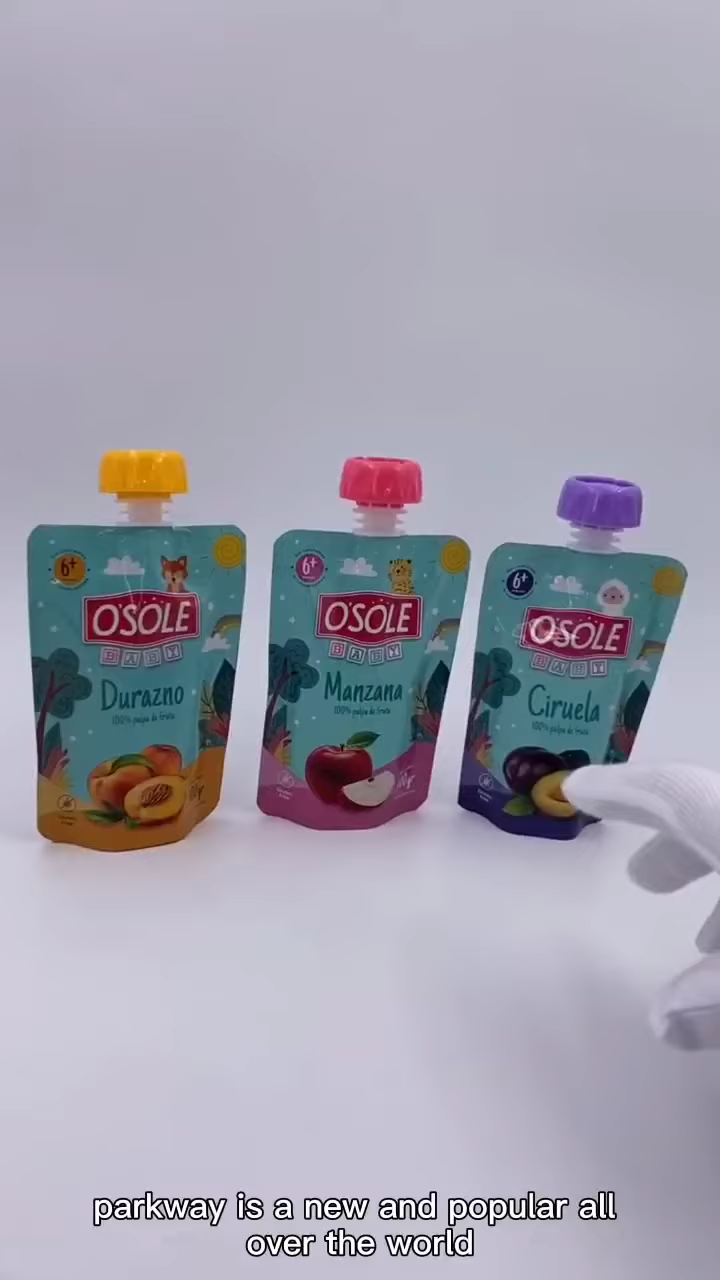 6+
O'SOLE
BABY
Durazno
100% pulpa de fruta
6+
O'SOLE
BABY
Manzana
100% pulpa de fruta
6+
O'SOLE
BABY
Ciruela
100% pulpa de fruta
parkway is a new and popular all
over the world